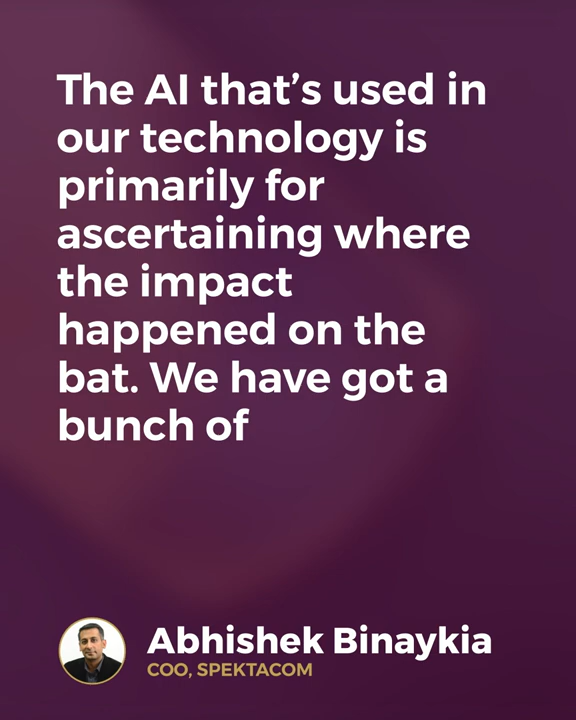 The AI that’s used in
our technology is
primarily for
ascertaining where
the impact
happened on the
bat. We have got a
bunch of
Abhishek Binaykia
COO, SPEKTACOM